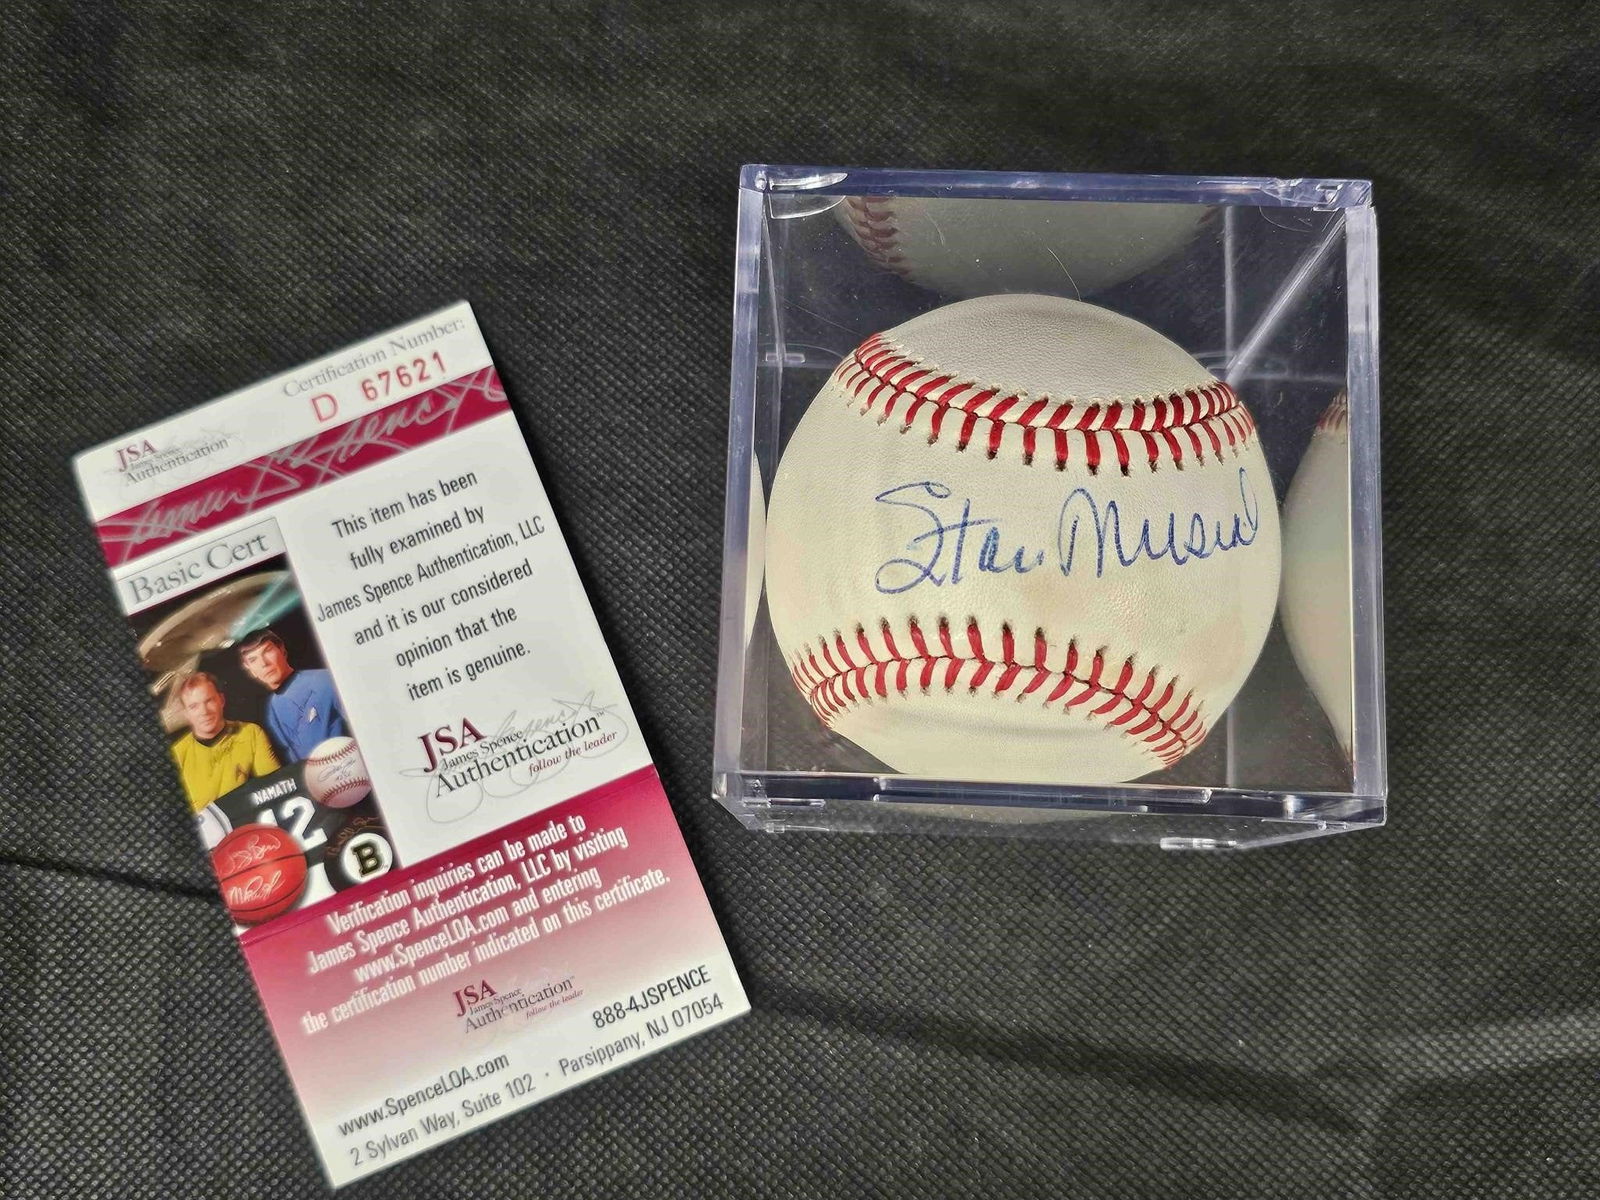 Certification Number:
D 67621
JSA
James Spence
Authentication™
Basic Cert
This item has been
fully examined by
James Spence Authentication, LLC
and it is our considered
opinion that the
item is genuine.
JSA
James Spence
Authentication™
follow the leader
NAMATH
12
B
Verification inquiries can be made to
James Spence Authentication, LLC by visiting
www.SpenceLOA.com and entering
the certification number indicated on this certificate.
JSA
James Spence
Authentication™
follow the leader
888-4JSPENCE
www.SpenceLOA.com
2 Sylvan Way, Suite 102 · Parsippany, NJ 07054
Stan Musial